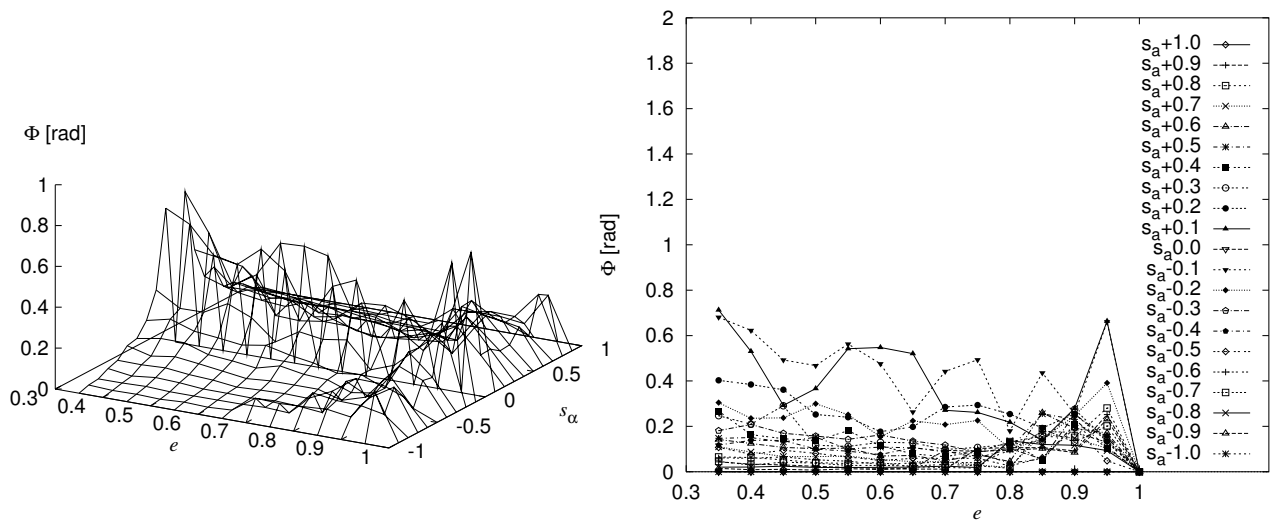 Φ [rad]
1
0.8
0.6
0.4
0.2
0
0.3
0.4
0.5
0.6
0.7
0.8
0.9
1
e
-1
-0.5
0
0.5
1
sα
Φ [rad]
2
1.8
1.6
1.4
1.2
1
0.8
0.6
0.4
0.2
0
0.3 0.4 0.5 0.6 0.7 0.8 0.9 1
e
sa+1.0
sa+0.9
sa+0.8
sa+0.7
sa+0.6
sa+0.5
sa+0.4
sa+0.3
sa+0.2
sa+0.1
sa0.0
sa-0.1
sa-0.2
sa-0.3
sa-0.4
sa-0.5
sa-0.6
sa-0.7
sa-0.8
sa-0.9
sa-1.0